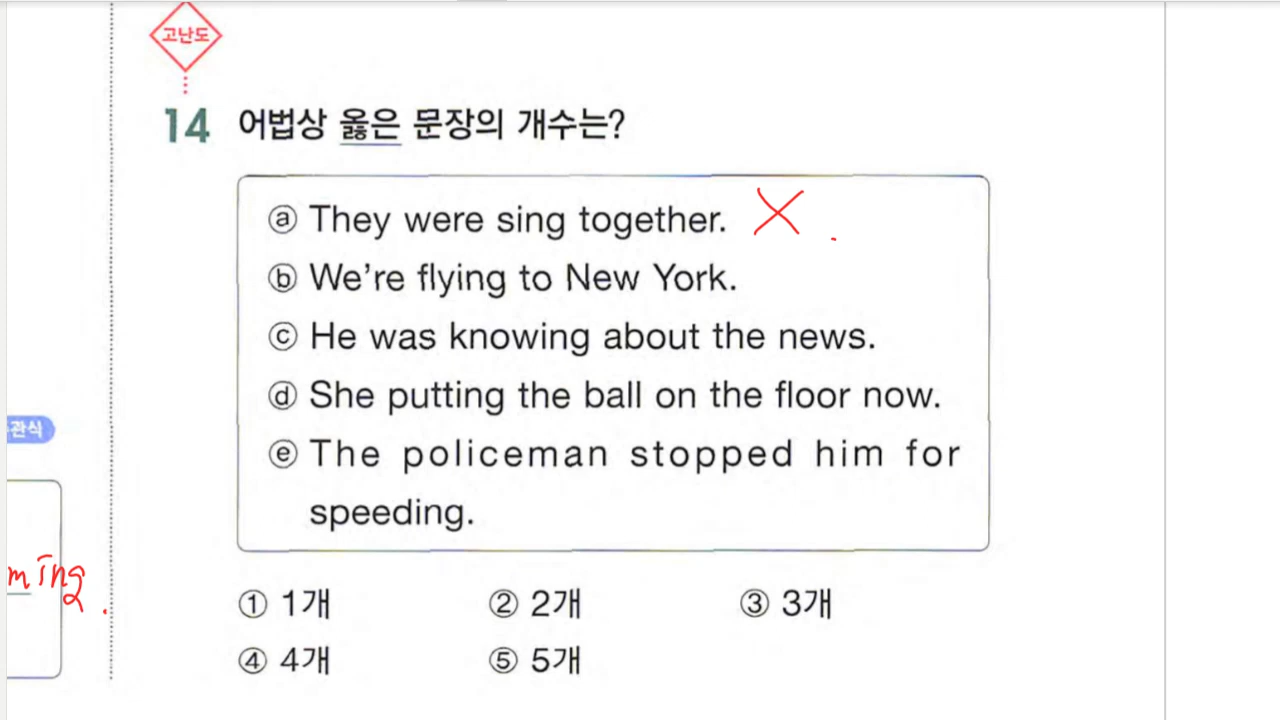 고난도
14 어법상 옳은 문장의 개수는?
ⓐ They were sing together. X .
ⓑ We're flying to New York.
ⓒ He was knowing about the news.
ⓓ She putting the ball on the floor now.
관식
ⓔ The policeman stopped him for
speeding.
ming.
① 1개 ② 2개 ③ 3개
④ 4개 ⑤ 5개